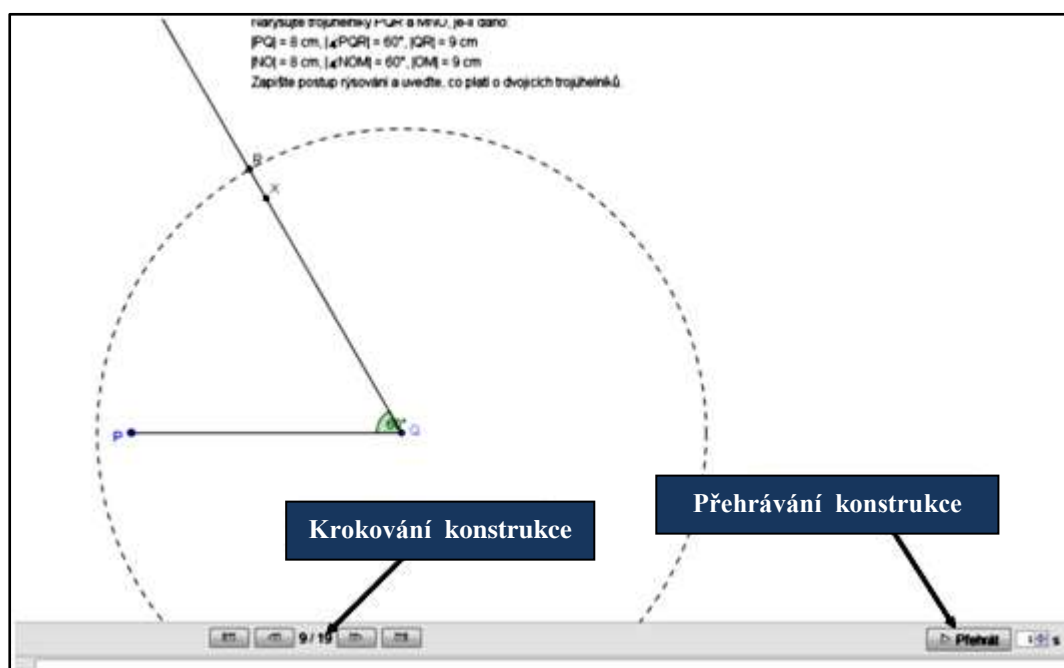 Narýsujte trojúhelníky PQR a MNO, je-li dáno:
|PQ| = 8 cm, |∡PQR| = 60°, |QR| = 9 cm
|NO| = 8 cm, |∡NOM| = 60°, |OM| = 9 cm
Zapište postup rýsování a uveďte, co platí o dvojicích trojúhelníků.
R
X
60°
P
Q
Přehrávání konstrukce
Krokování konstrukce
9 / 19
Přehrát
s